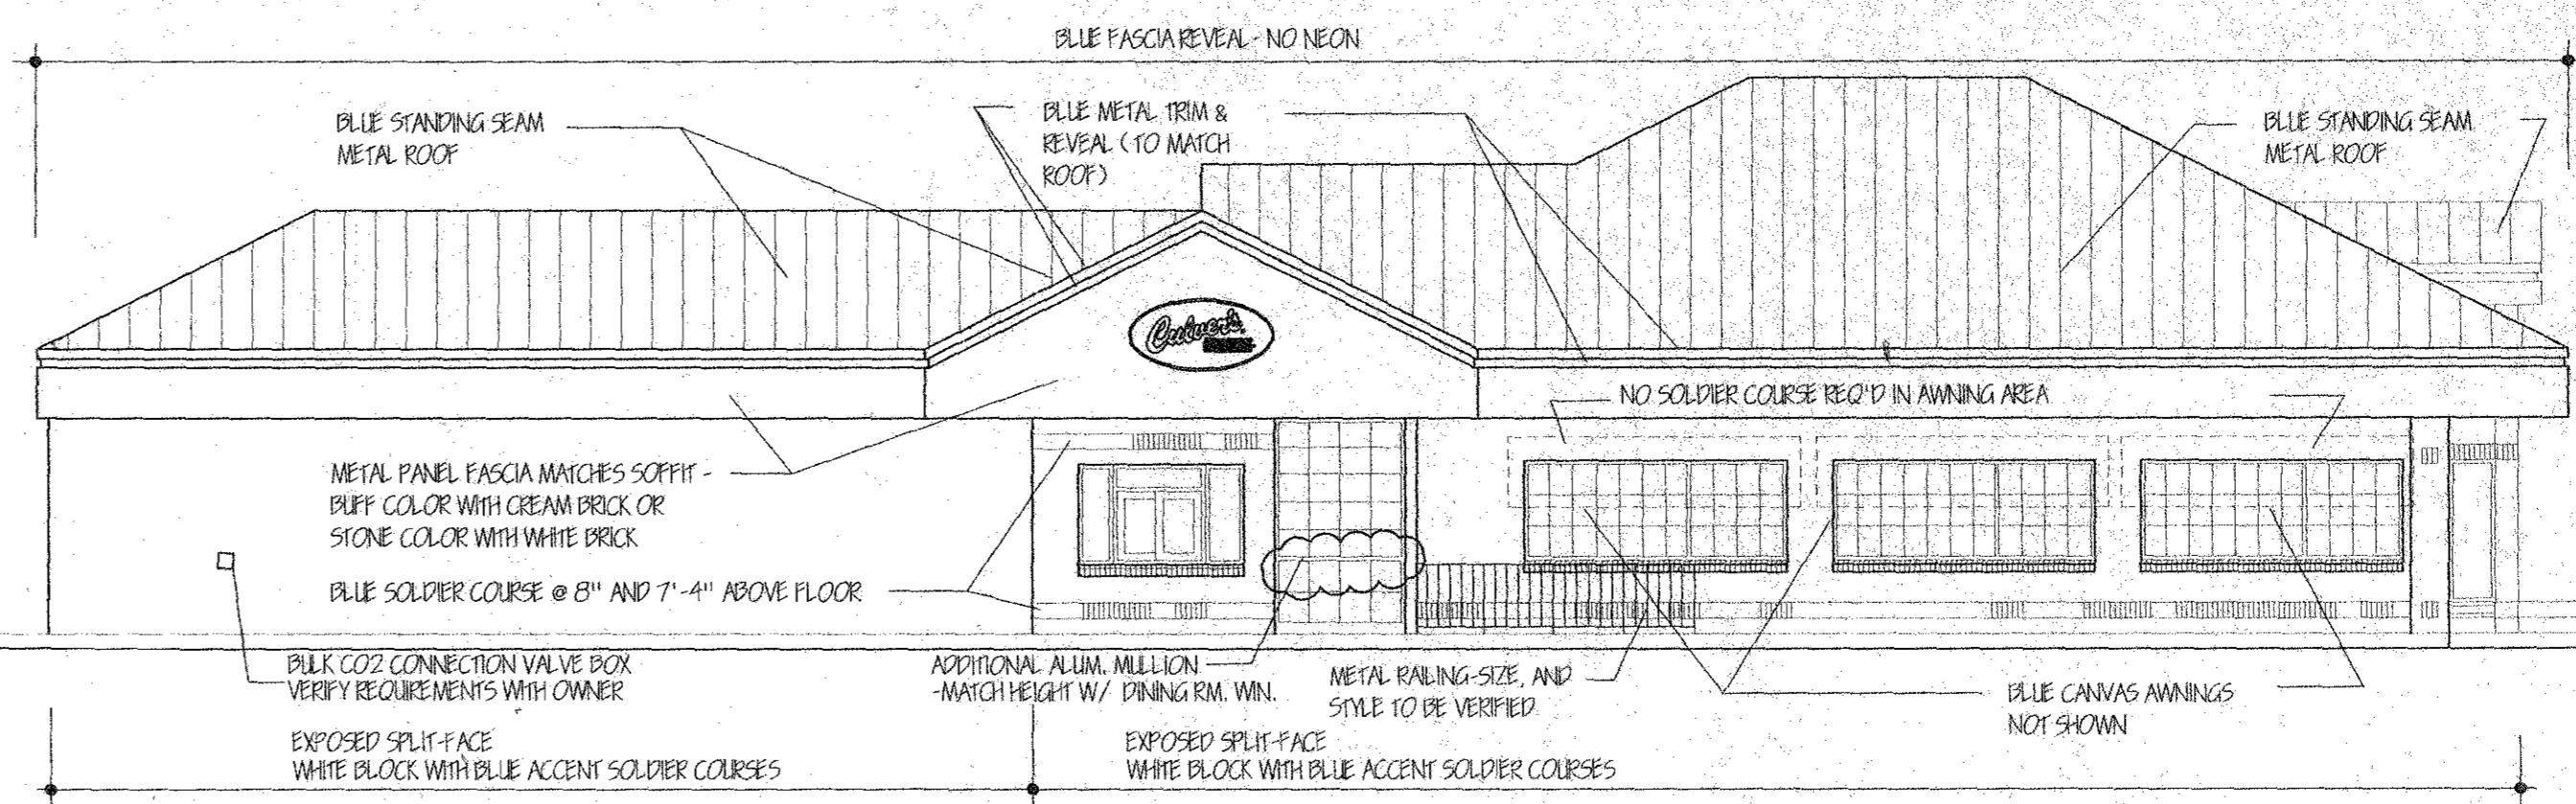 BLUE FASCIA REVEAL - NO NEON
BLUE STANDING SEAM
METAL ROOF
BLUE METAL TRIM &
REVEAL (TO MATCH
ROOF)
BLUE STANDING SEAM
METAL ROOF
Culver's
NO SOLDIER COURSE REQ'D IN AWNING AREA
METAL PANEL FASCIA MATCHES SOFFIT -
BUFF COLOR WITH CREAM BRICK OR
STONE COLOR WITH WHITE BRICK
BLUE SOLDIER COURSE @ 8" AND 7'-4" ABOVE FLOOR
BULK CO2 CONNECTION VALVE BOX
VERIFY REQUIREMENTS WITH OWNER
ADDITIONAL ALUM. MULLION
-MATCH HEIGHT W/ DINING RM. WIN.
METAL RAILING-SIZE, AND
STYLE TO BE VERIFIED
BLUE CANVAS AWNINGS
NOT SHOWN
EXPOSED SPLIT-FACE
WHITE BLOCK WITH BLUE ACCENT SOLDIER COURSES
EXPOSED SPLIT-FACE
WHITE BLOCK WITH BLUE ACCENT SOLDIER COURSES